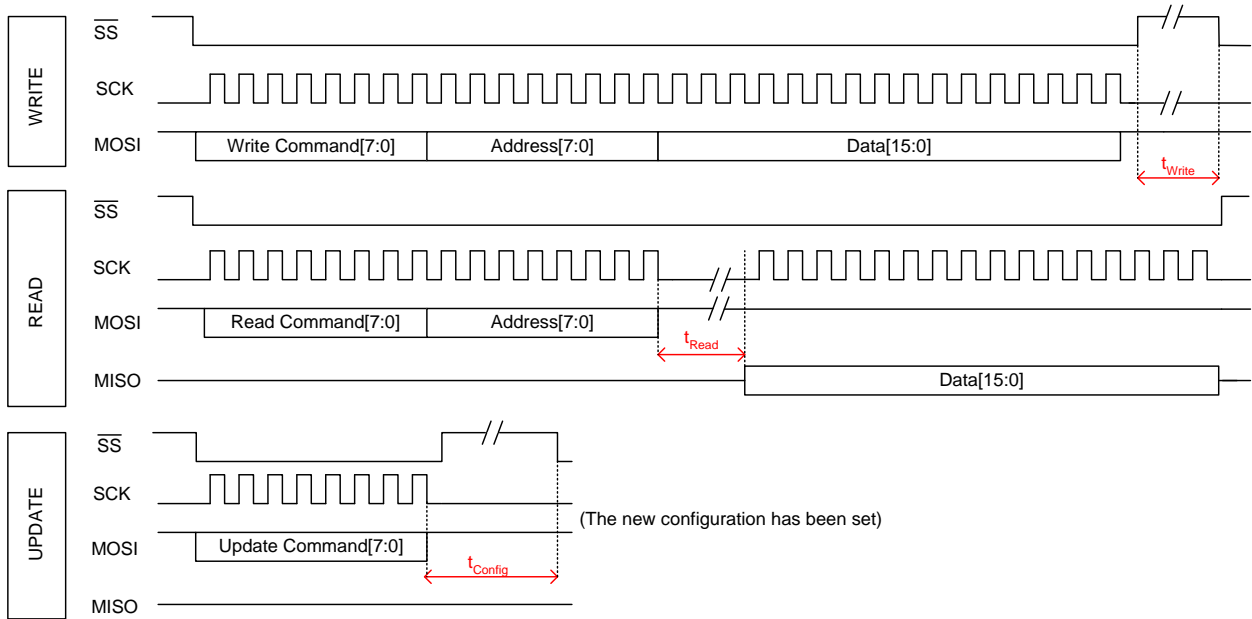 WRITE
SS
SCK
MOSI
Write Command[7:0]
Address[7:0]
Data[15:0]
tWrite
READ
SS
SCK
MOSI
Read Command[7:0]
Address[7:0]
tRead
MISO
Data[15:0]
UPDATE
SS
SCK
(The new configuration has been set)
MOSI
Update Command[7:0]
tConfig
MISO